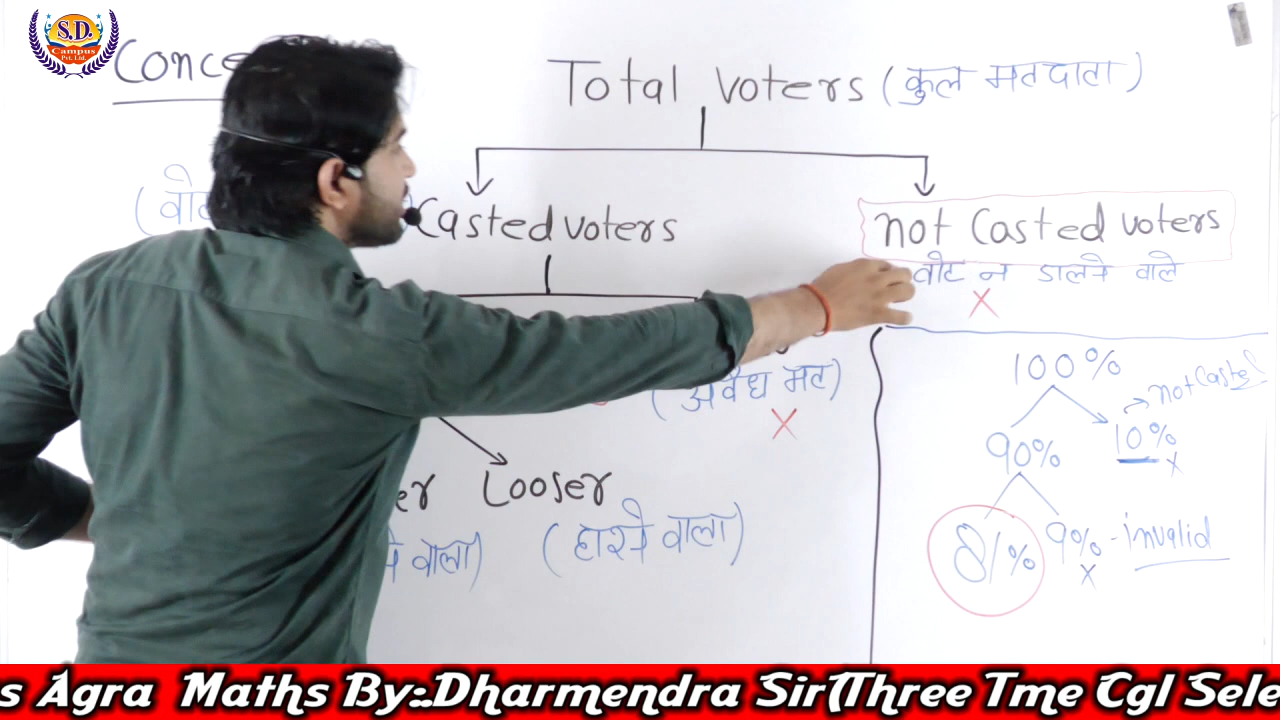 S.D.
Campus
Pvt. Ltd.
Conce
Total voters (कुल मतदाता)
(वोट
Casted voters
not Casted voters
वोट न डालने वाले
X
(अवैध मत)
X
100%
not Casted
90%
10%
X
er Looser
ने वाला) (हारने वाला)
81% 9% - invalid
X
s Agra Maths By:-Dharmendra Sir(Three Tme Cgl Sele